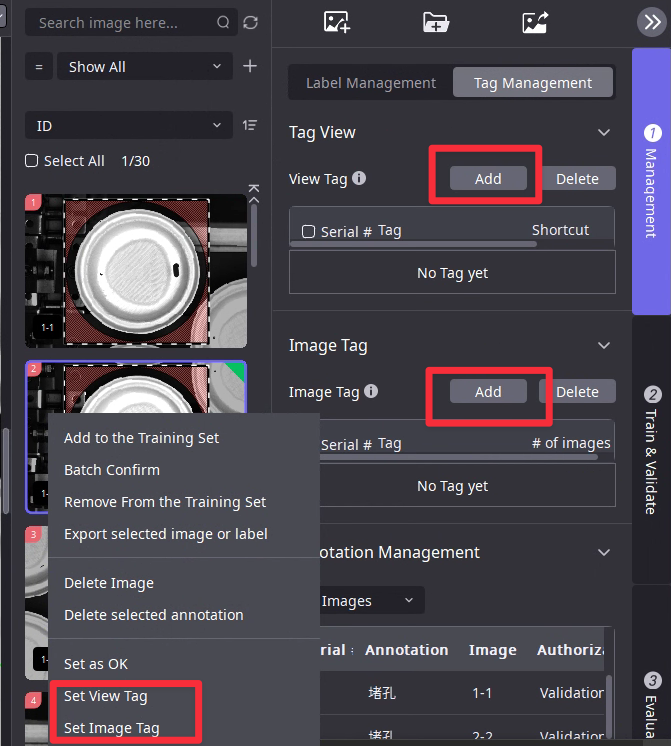 Search image here...
=
Show All
ID
Select All 1/30
1
1-1
2
1-
3
1-
4
Add to the Training Set
Batch Confirm
Remove From the Training Set
Export selected image or label
Delete Image
Delete selected annotation
Set as OK
Set View Tag
Set Image Tag
Label Management Tag Management
Tag View
View Tag Add Delete
Serial # Tag Shortcut
No Tag yet
Image Tag
Image Tag Add Delete
Serial # Tag # of images
No Tag yet
otation Management
Images
rial Annotation Image Authoriza
堵孔 1-1 Validation
堵孔 2-2 Validation
1 Management
2 Train & Validate
3 Evalua